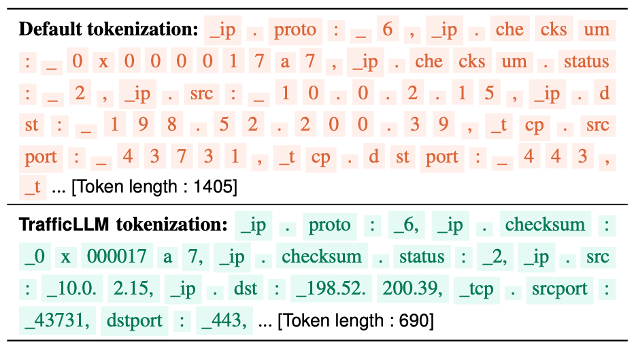 Default tokenization: _ip . proto : _ 6 , _ip . che cks um
: _ 0 x 0 0 0 0 1 7 a 7 , _ip . che cks um . status
: _ 2 , _ip . src : _ 1 0 . 0 . 2 . 1 5 , _ip . d
st : _ 1 9 8 . 5 2 . 2 0 0 . 3 9 , _t cp . src
port : _ 4 3 7 3 1 , _t cp . d st port : _ 4 4 3 ,
_t ... [Token length : 1405]
TrafficLLM tokenization: _ip . proto : _6, _ip . checksum :
_0 x 000017 a 7, _ip . checksum . status : _2, _ip . src
: _10.0. 2.15, _ip . dst : _198.52. 200.39, _tcp . srcport :
_43731, dstport : _443, ... [Token length : 690]